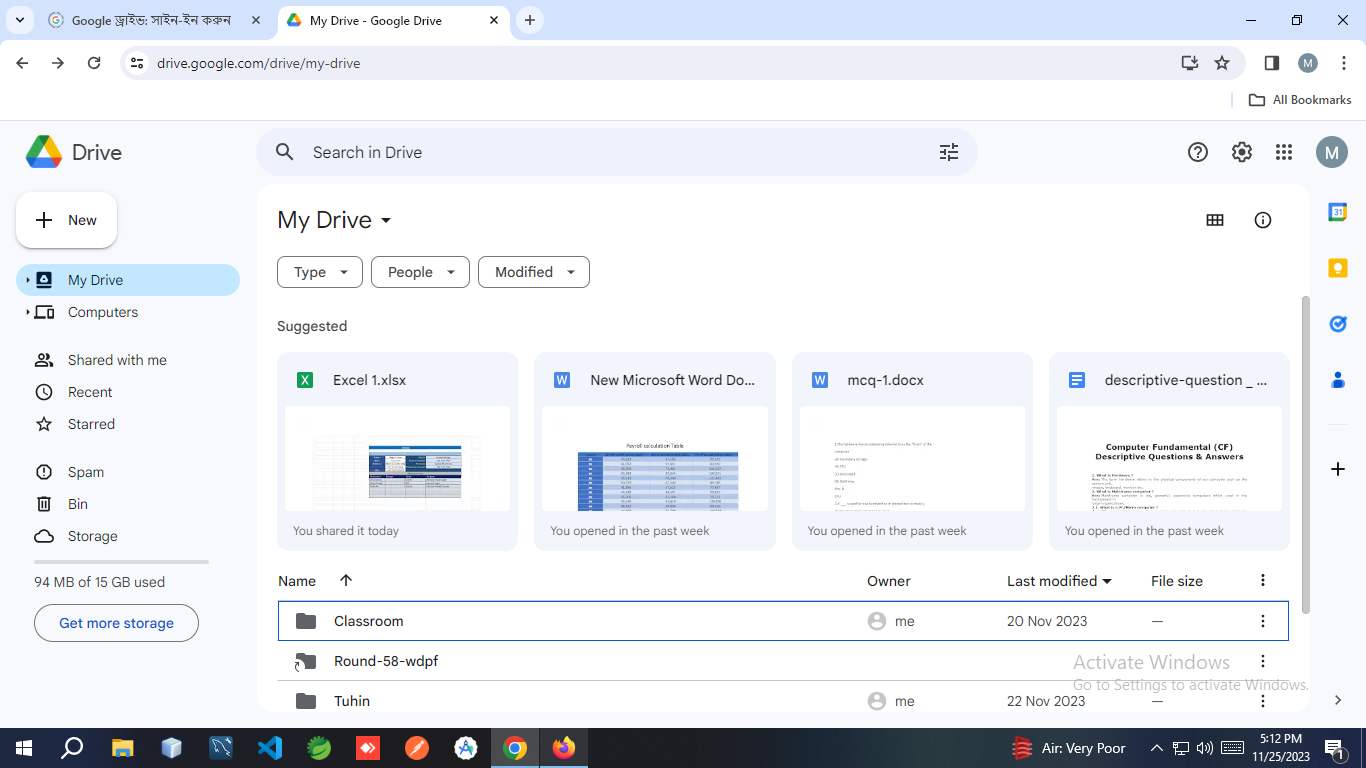 Google ড্রাইভ: সাইন-ইন করুন
My Drive - Google Drive
drive.google.com/drive/my-drive
M
All Bookmarks
Drive
Search in Drive
M
New
My Drive
Computers
Shared with me
Recent
Starred
Spam
Bin
Storage
94 MB of 15 GB used
Get more storage
My Drive
31
Type
People
Modified
Suggested
X Excel 1.xlsx
W New Microsoft Word Do...
W mcq-1.docx
descriptive-question _ ...
Payroll calculation Table
Computer Fundamental (CF)
Descriptive Questions & Answers
You shared it today
You opened in the past week
You opened in the past week
You opened in the past week
Name Owner Last modified File size
Classroom me 20 Nov 2023 —
Round-58-wdpf
Tuhin me 22 Nov 2023 —
Activate Windows
Go to Settings to activate Windows.
Air: Very Poor
5:12 PM
11/25/2023
1